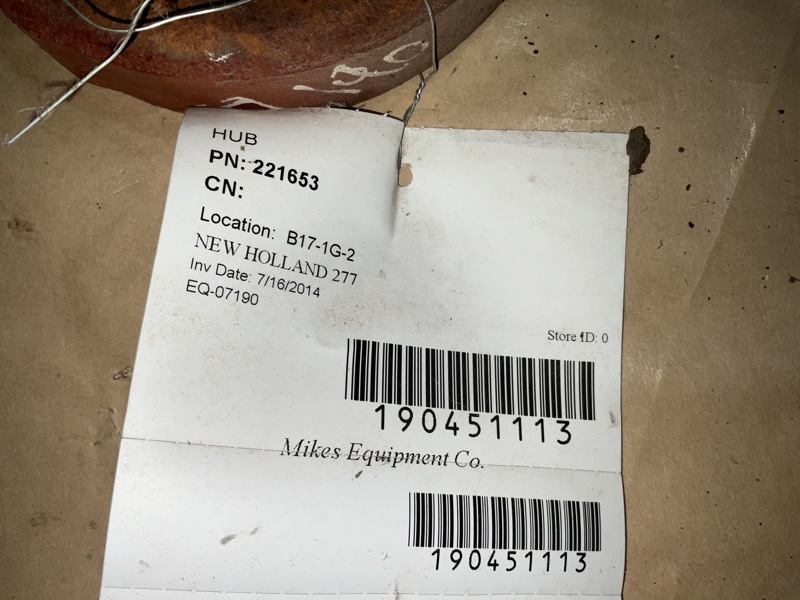 HUB
PN: 221653
CN:
Location: B17-1G-2
NEW HOLLAND 277
Inv Date: 7/16/2014
EQ-07190
Store ID: 0
190451113
Mikes Equipment Co.
190451113